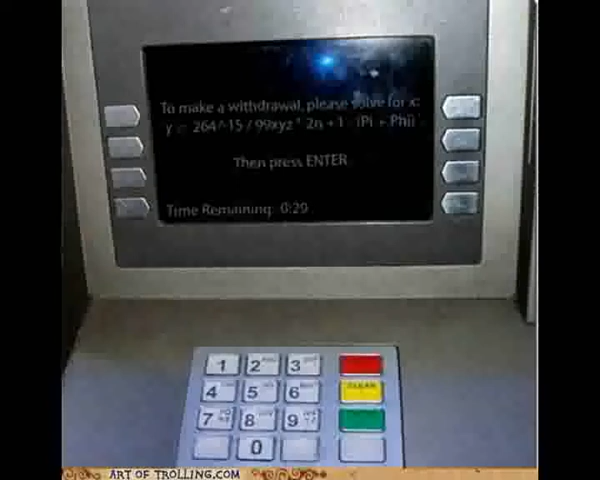 To make a withdrawal, please solve for x:
y = 264^15 / 99xyz * 2n + 1 (Pi + Phi)
Then press ENTER
Time Remaining: 0:29
1 2 3
4 5 6 CLEAR
7 8 9
0
ART OF TROLLING.COM